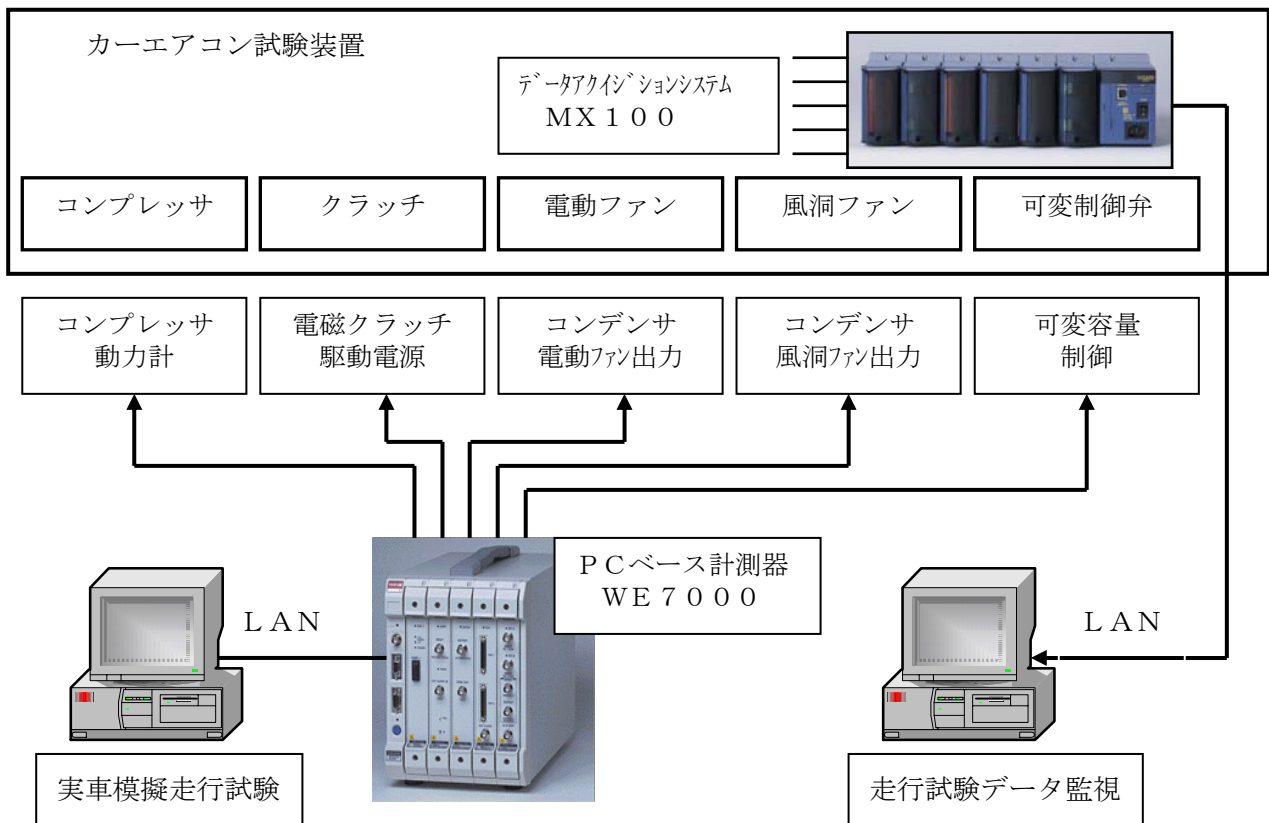 カーエアコン試験装置
ﾃﾞｰﾀｱｸｲｼﾞｼｮﾝｼｽﾃﾑ
ＭＸ１００
コンプレッサ
クラッチ
電動ファン
風洞ファン
可変制御弁
コンプレッサ
動力計
電磁クラッチ
駆動電源
コンデンサ
電動ﾌｧﾝ出力
コンデンサ
風洞ﾌｧﾝ出力
可変容量
制御
ＰＣベース計測器
ＷＥ７０００
ＬＡＮ
ＬＡＮ
実車模擬走行試験
走行試験データ監視